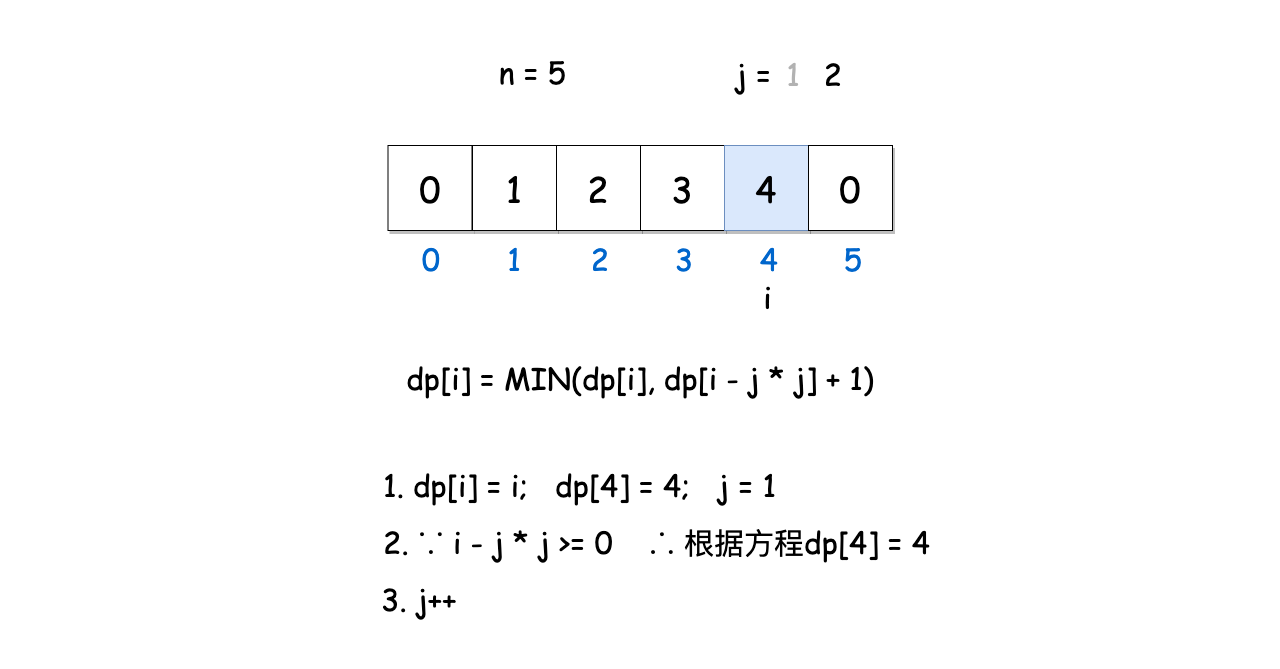 n = 5 j = 1 2
0 1 2 3 4 0
0 1 2 3 4 5
i
dp[i] = MIN(dp[i], dp[i - j * j] + 1)
1. dp[i] = i; dp[4] = 4; j = 1
2. ∵ i - j * j >= 0 ∴ 根据方程dp[4] = 4
3. j++